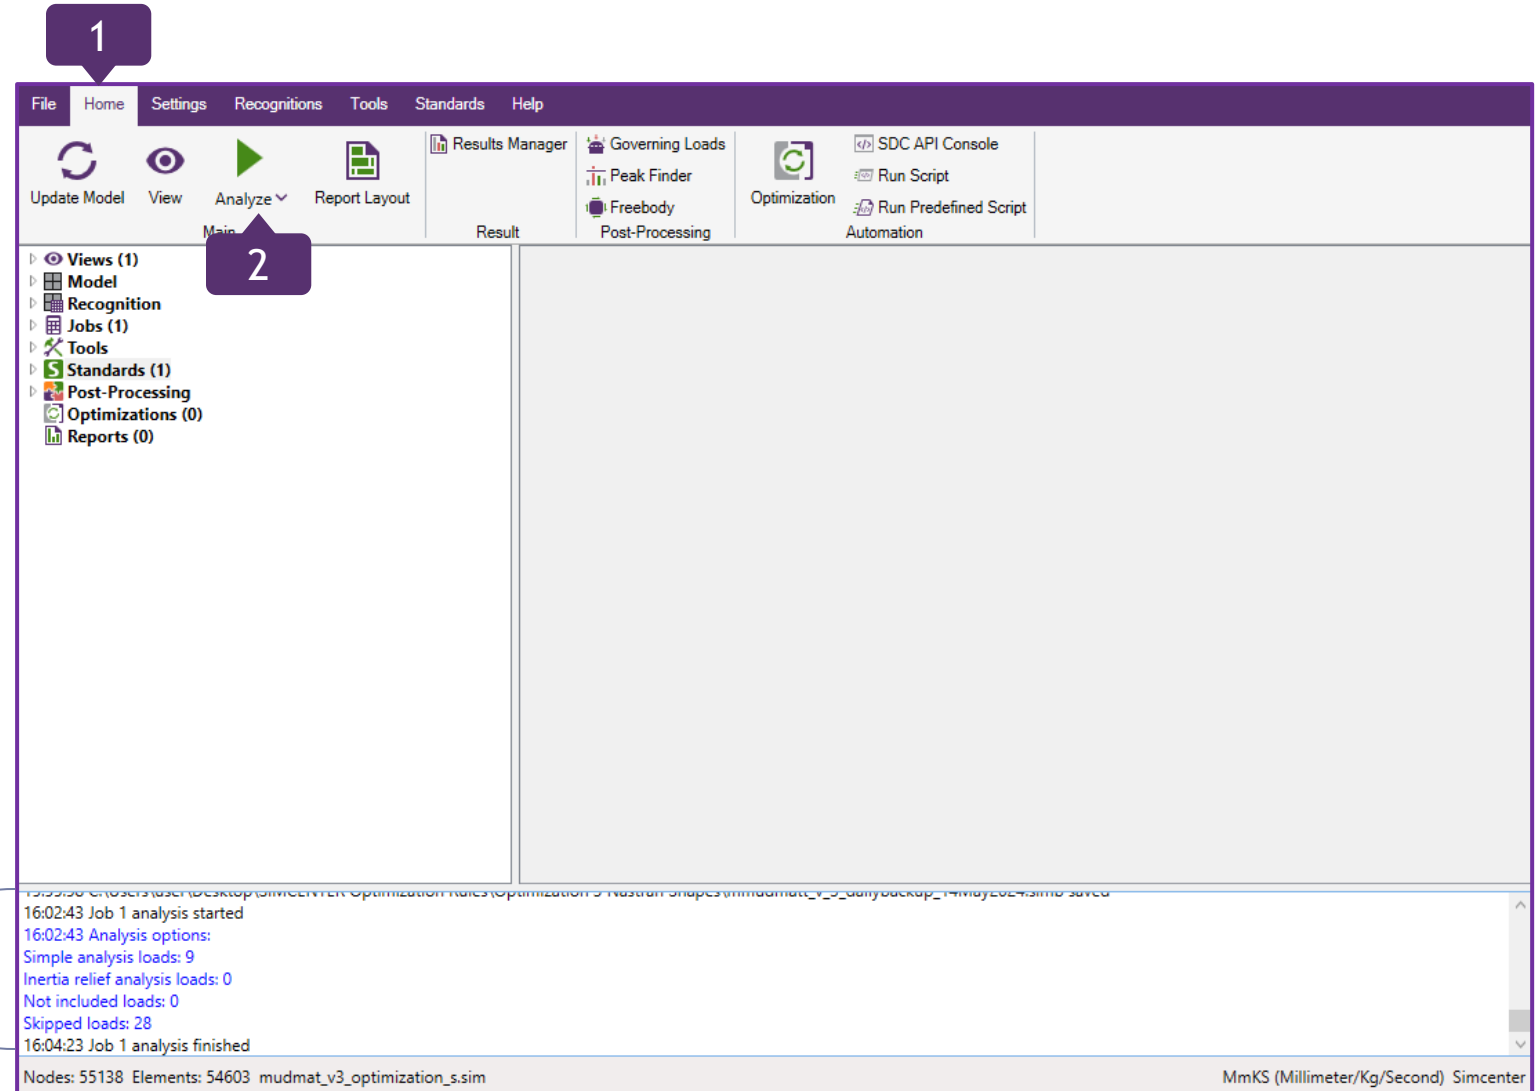 1
File Home Settings Recognitions Tools Standards Help
Update Model View Analyze Report Layout
Results Manager
Result
Governing Loads
Peak Finder
Freebody
Post-Processing
Optimization
SDC API Console
Run Script
Run Predefined Script
Automation
2
Views (1)
Model
Recognition
Jobs (1)
Tools
Standards (1)
Post-Processing
Optimizations (0)
Reports (0)
16:02:43 Job 1 analysis started
16:02:43 Analysis options:
Simple analysis loads: 9
Inertia relief analysis loads: 0
Not included loads: 0
Skipped loads: 28
16:04:23 Job 1 analysis finished
Nodes: 55138 Elements: 54603 mudmat_v3_optimization_s.sim MmKS (Millimeter/Kg/Second) Simcenter